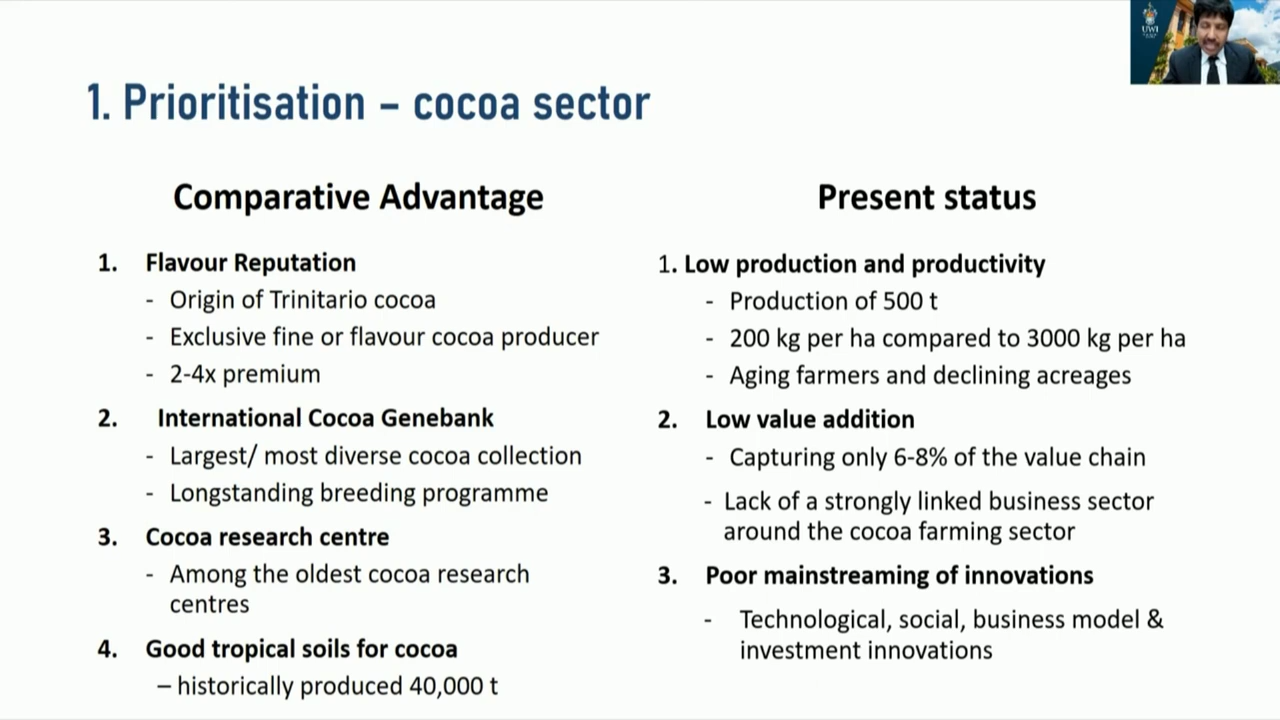 UWI
1. Prioritisation – cocoa sector
Comparative Advantage
1. Flavour Reputation
- Origin of Trinitario cocoa
- Exclusive fine or flavour cocoa producer
- 2-4x premium
2. International Cocoa Genebank
- Largest/ most diverse cocoa collection
- Longstanding breeding programme
3. Cocoa research centre
- Among the oldest cocoa research
centres
4. Good tropical soils for cocoa
– historically produced 40,000 t
Present status
1. Low production and productivity
- Production of 500 t
- 200 kg per ha compared to 3000 kg per ha
- Aging farmers and declining acreages
2. Low value addition
- Capturing only 6-8% of the value chain
- Lack of a strongly linked business sector
around the cocoa farming sector
3. Poor mainstreaming of innovations
- Technological, social, business model &
investment innovations